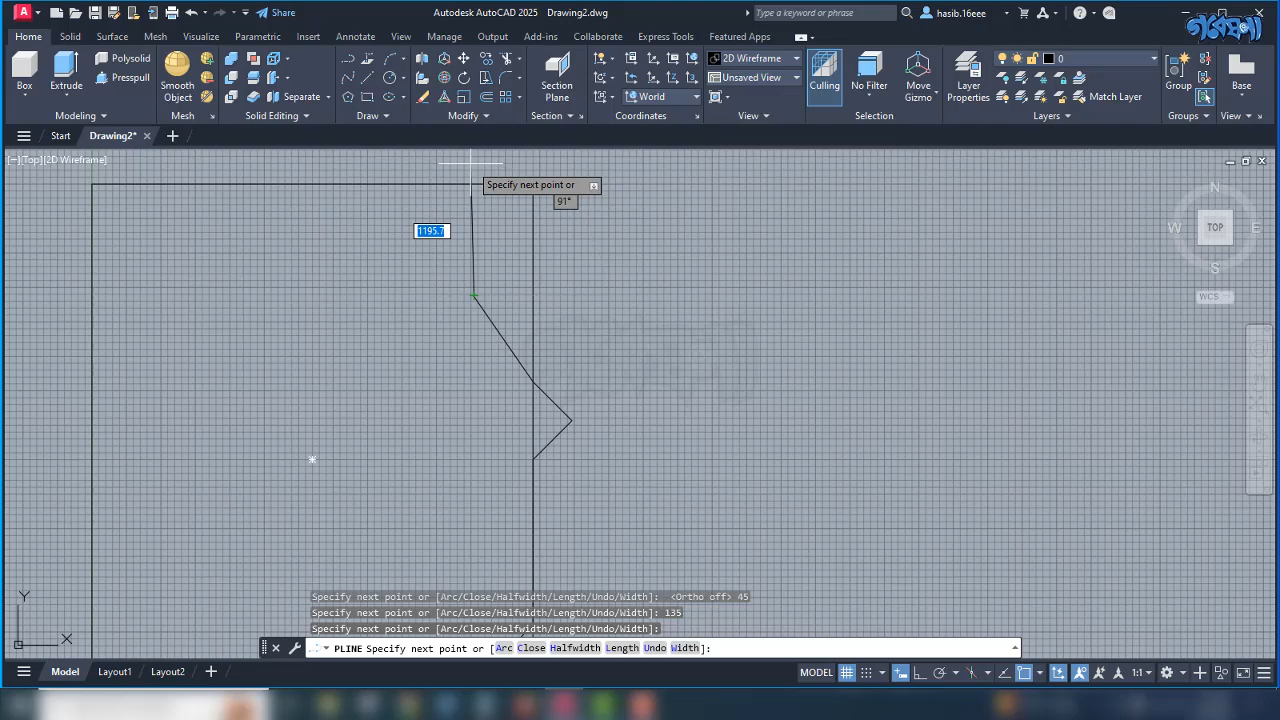 A
Share
Autodesk AutoCAD 2025 Drawing2.dwg
Type a keyword or phrase
hasib.16eee
গবেষণা
Home Solid Surface Mesh Visualize Parametric Insert Annotate View Manage Output Add-ins Collaborate Express Tools Featured Apps
Box
Extrude
Polysolid
Presspull
Smooth
Object
Separate
Section
Plane
World
2D Wireframe
Unsaved View
Culling
No Filter
Move
Gizmo
Layer
Properties
0
Match Layer
Group
Base
Modeling Mesh Solid Editing Draw Modify Section Coordinates View Selection Layers Groups View
Start Drawing2*
[−][Top][2D Wireframe]
N
W TOP E
S
WCS
Specify next point or
91°
1195.7
Y
X
Specify next point or [Arc/Close/Halfwidth/Length/Undo/Width]: <Ortho off> 45
Specify next point or [Arc/Close/Halfwidth/Length/Undo/Width]: 135
Specify next point or [Arc/Close/Halfwidth/Length/Undo/Width]:
PLINE Specify next point or [Arc Close Halfwidth Length Undo Width]:
Model Layout1 Layout2
MODEL
1:1